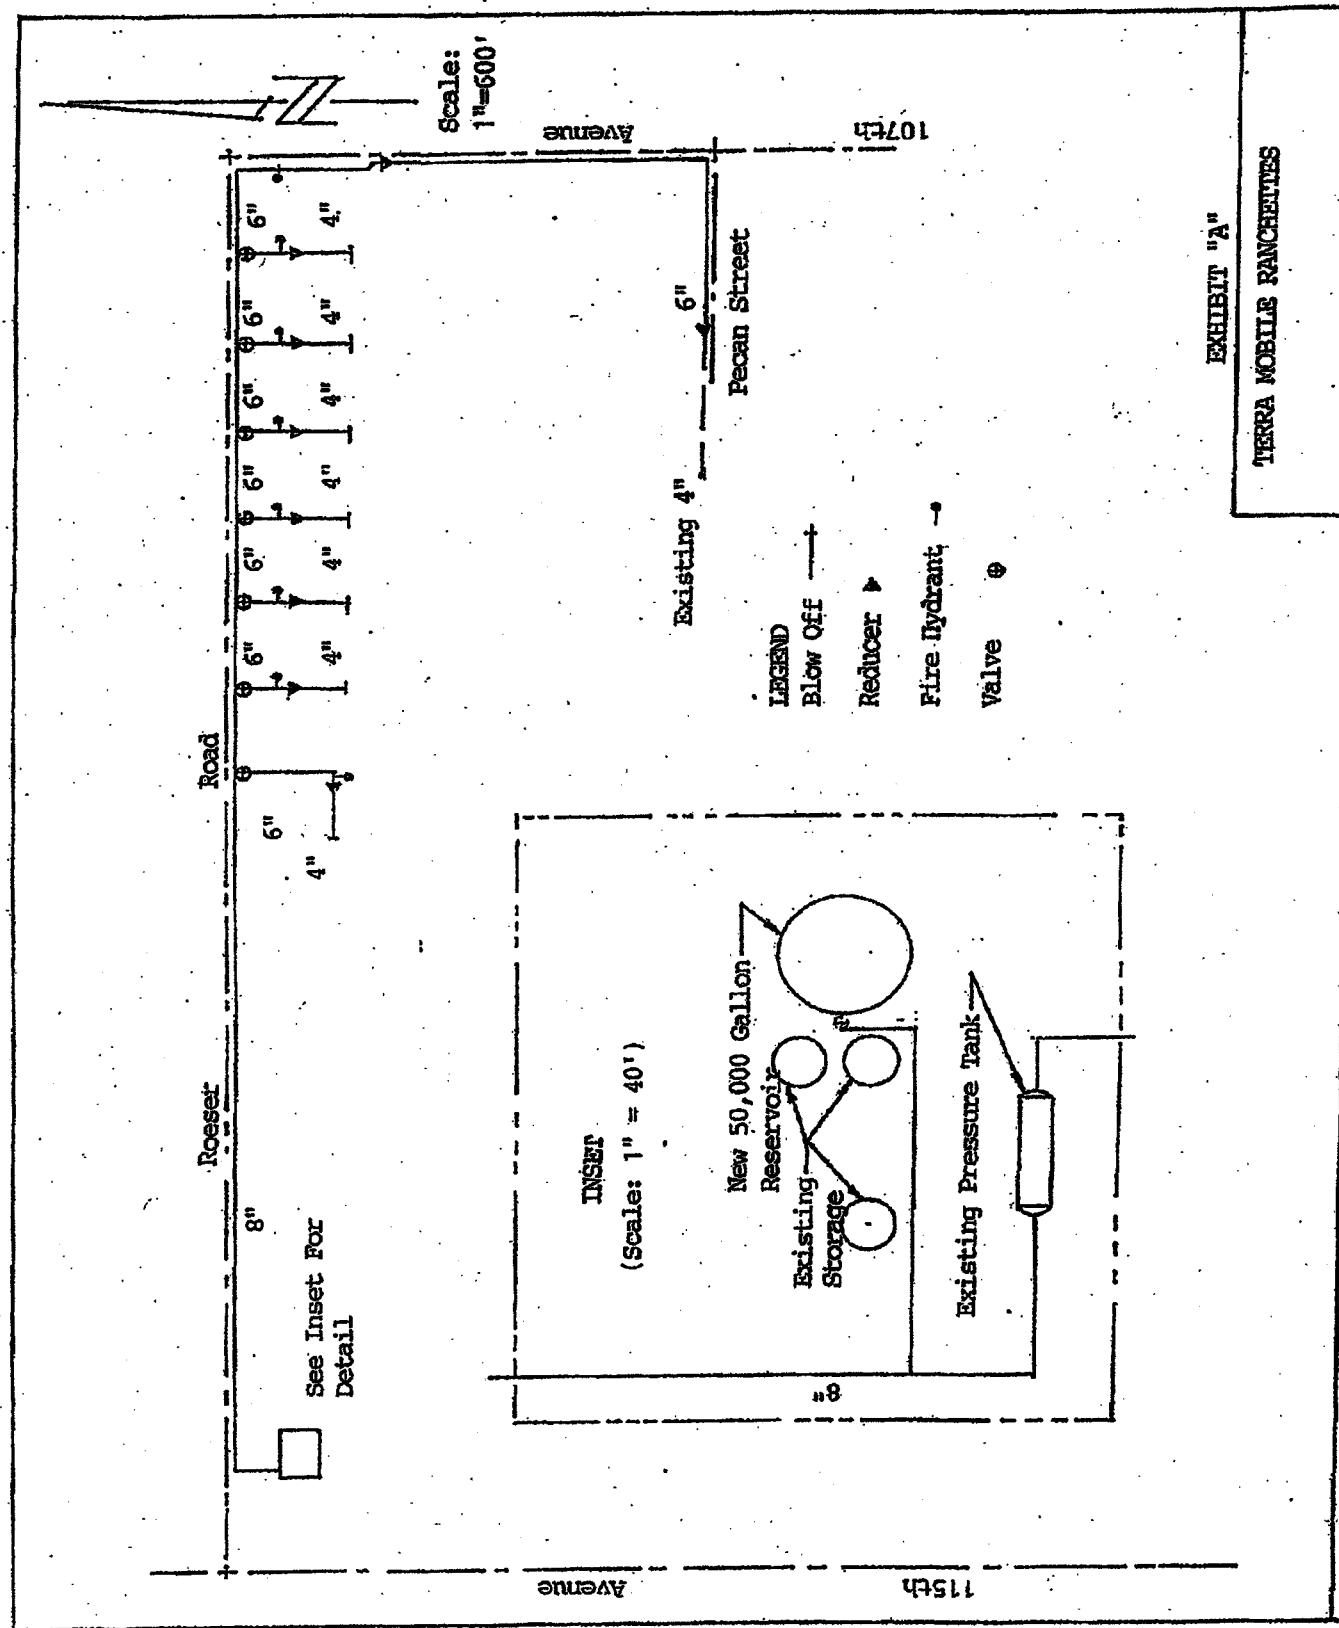 Scale:
1"=600'
Roeser Road
107th Avenue
115th Avenue
8"
6"
4"
6"
4"
6"
4"
6"
4"
6"
4"
6"
4"
6"
4"
See Inset For
Detail
6"
Existing 4"
Pecan Street
INSET
(Scale: 1" = 40')
New 50,000 Gallon
Reservoir
Existing
Storage
Existing Pressure Tank
8"
LEGEND
Blow Off
Reducer
Fire Hydrant
Valve
EXHIBIT "A"
TERRA MOBILE RANCHETTES